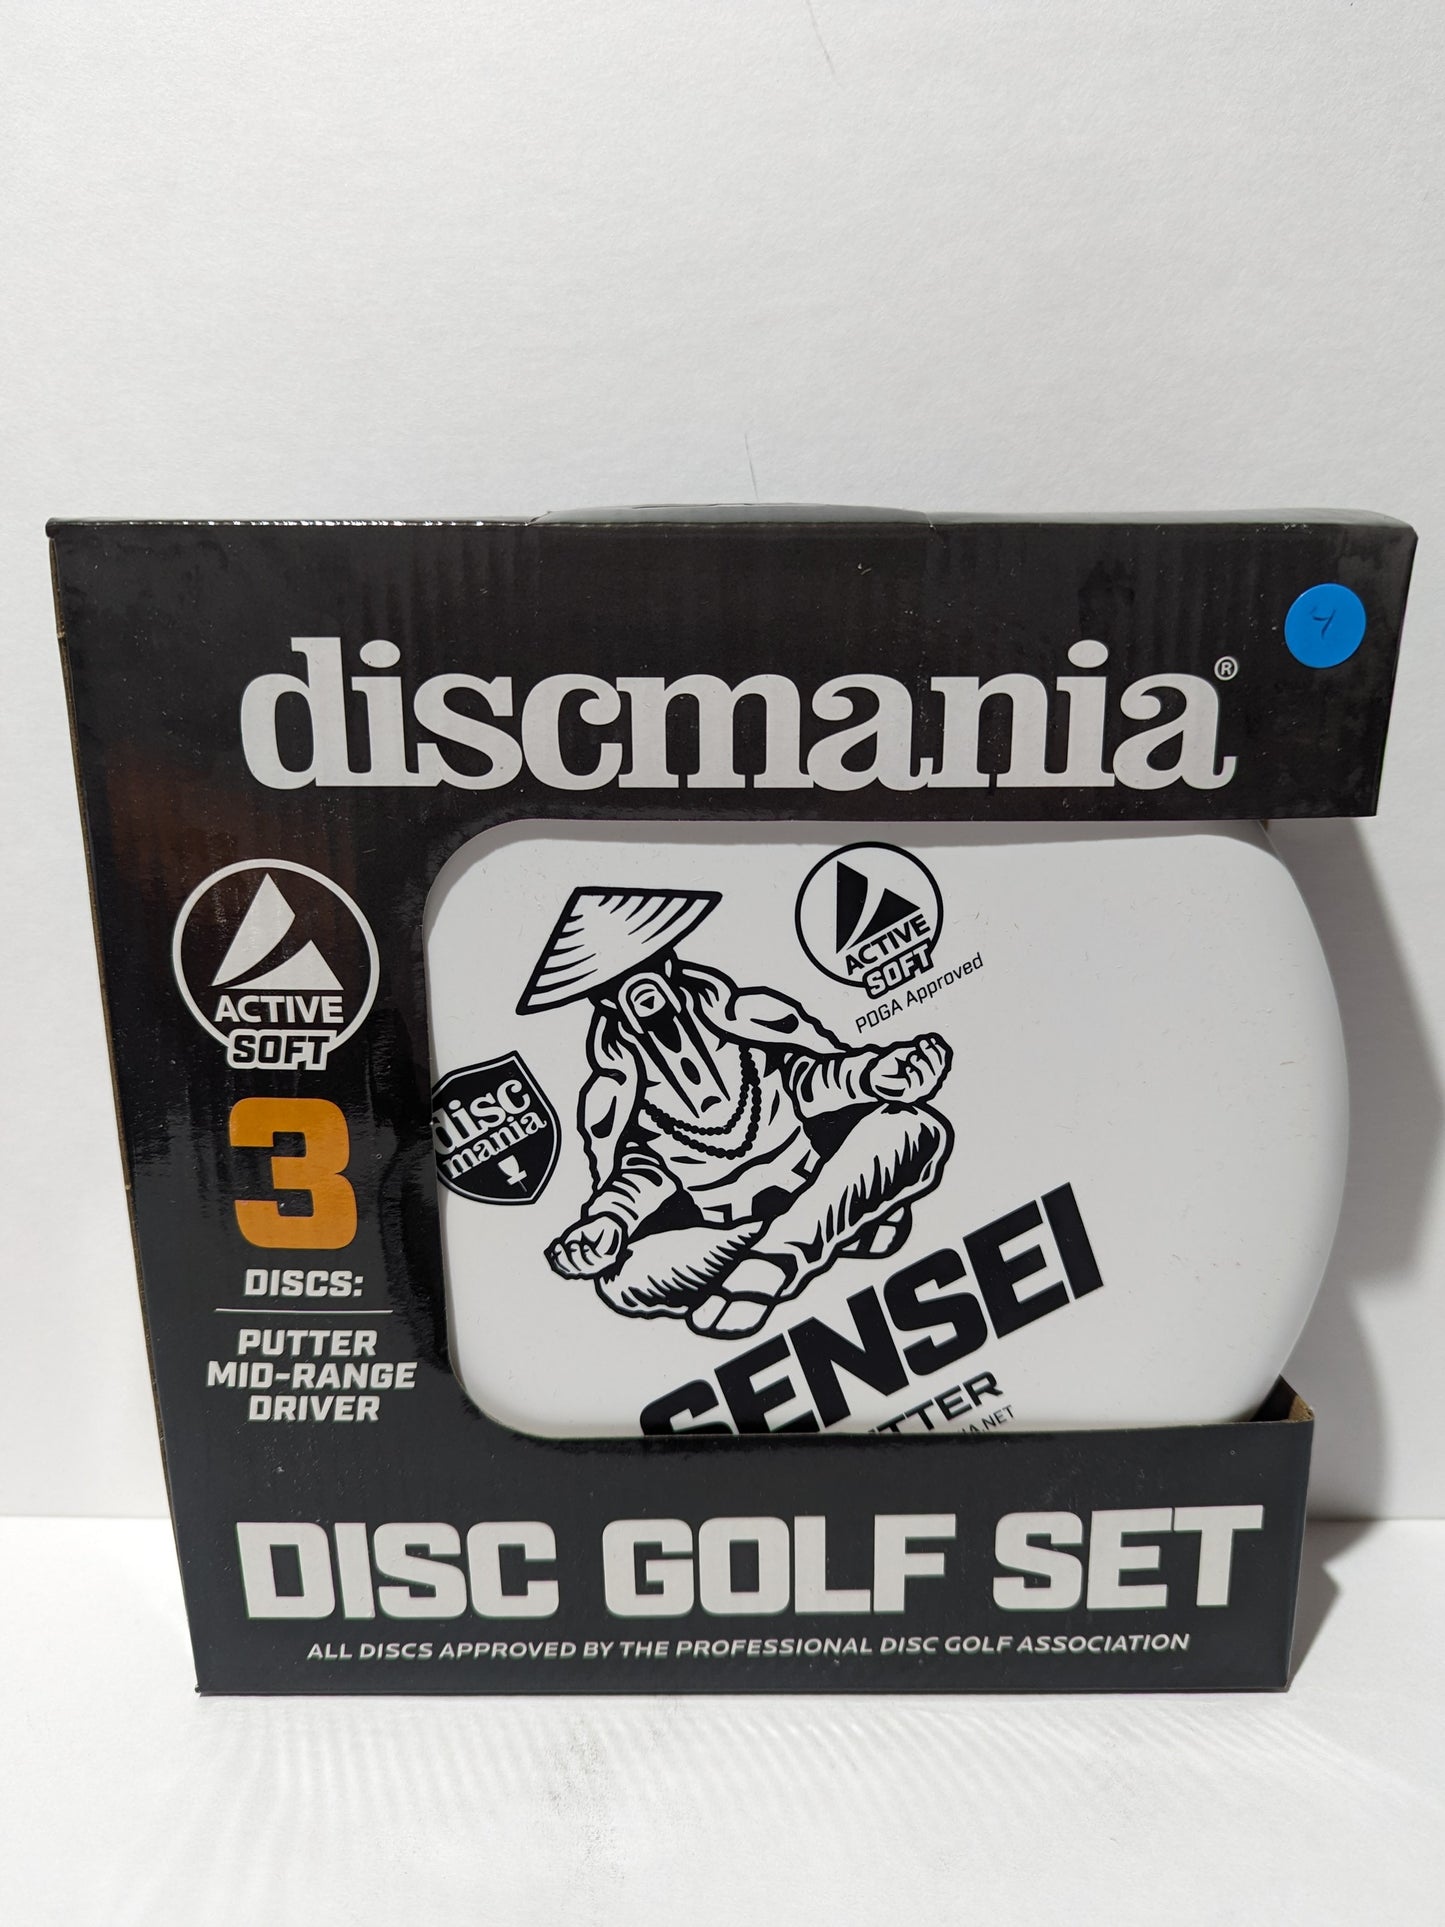 4
discmania®
ACTIVE
SOFT
ACTIVE
SOFT
PDGA Approved
disc
mania
3
DISCS:
PUTTER
MID-RANGE
DRIVER
SENSEI
DISC GOLF SET
ALL DISCS APPROVED BY THE PROFESSIONAL DISC GOLF ASSOCIATION